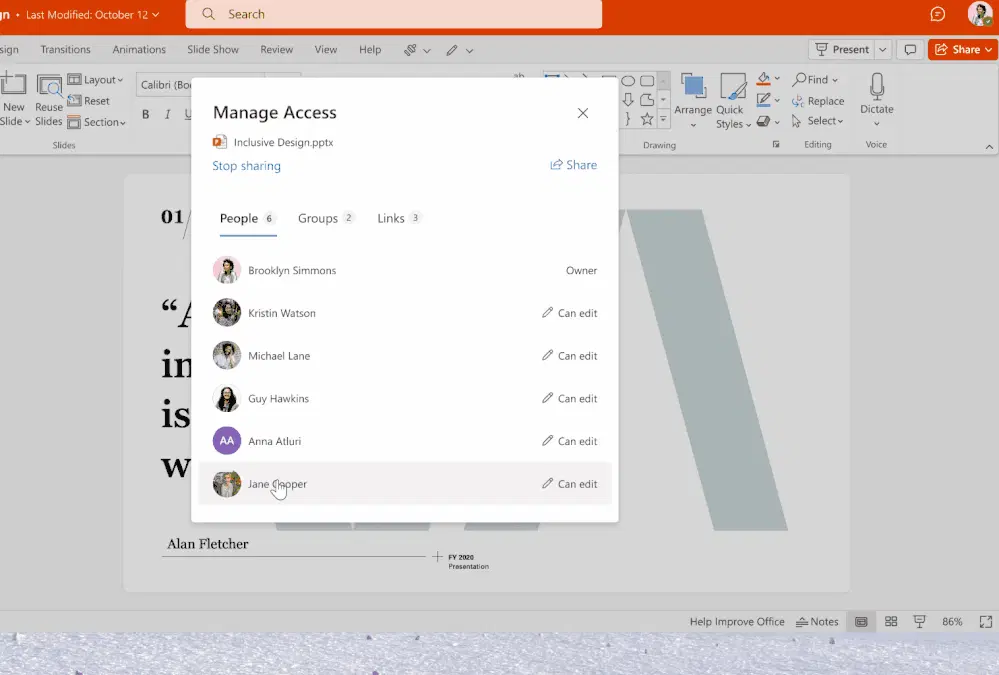 gn • Last Modified: October 12
Search
sign Transitions Animations Slide Show Review View Help Present Share
New
Slide
Reuse
Slides
Layout
Reset
Section
Slides
Calibri (Bo
B I U
Manage Access
Inclusive Design.pptx
Stop sharing Share
People 6 Groups 2 Links 3
Brooklyn Simmons Owner
Kristin Watson Can edit
Michael Lane Can edit
Guy Hawkins Can edit
AA Anna Atluri Can edit
Jane Cooper Can edit
Arrange
Quick
Styles
Drawing
Find
Replace
Select
Editing
Dictate
Voice
01/
“A
in
is
w
Alan Fletcher
FY 2020
Presentation
Help Improve Office Notes 86%